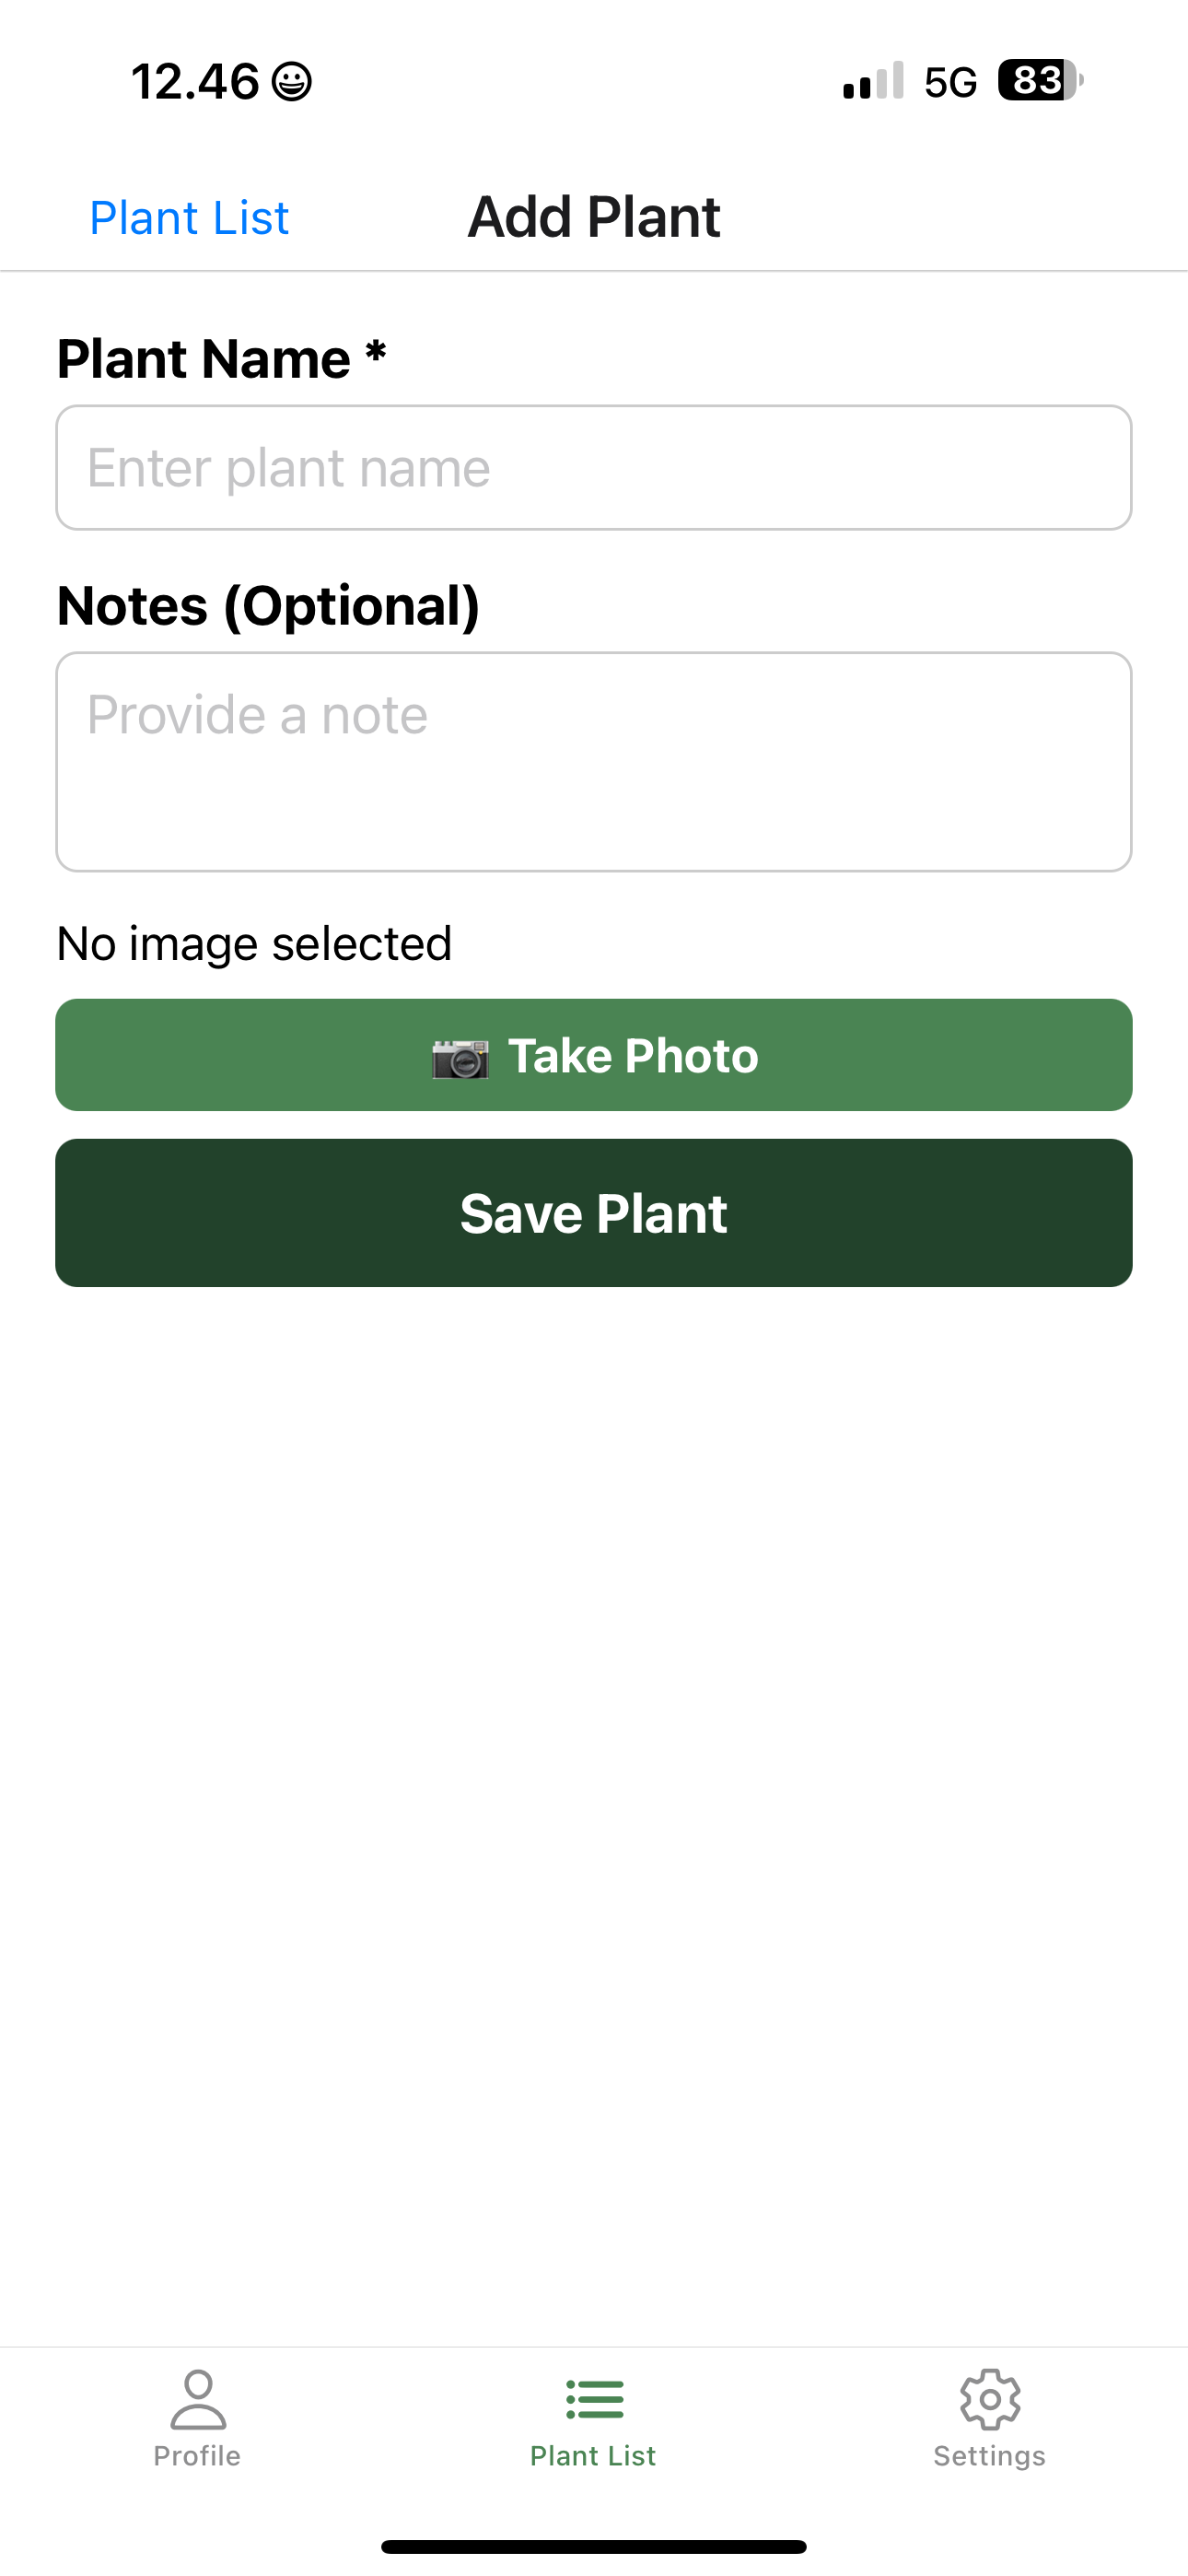 12.46
5G 83
Plant List Add Plant
Plant Name *
Enter plant name
Notes (Optional)
Provide a note
No image selected
Take Photo
Save Plant
Profile Plant List Settings